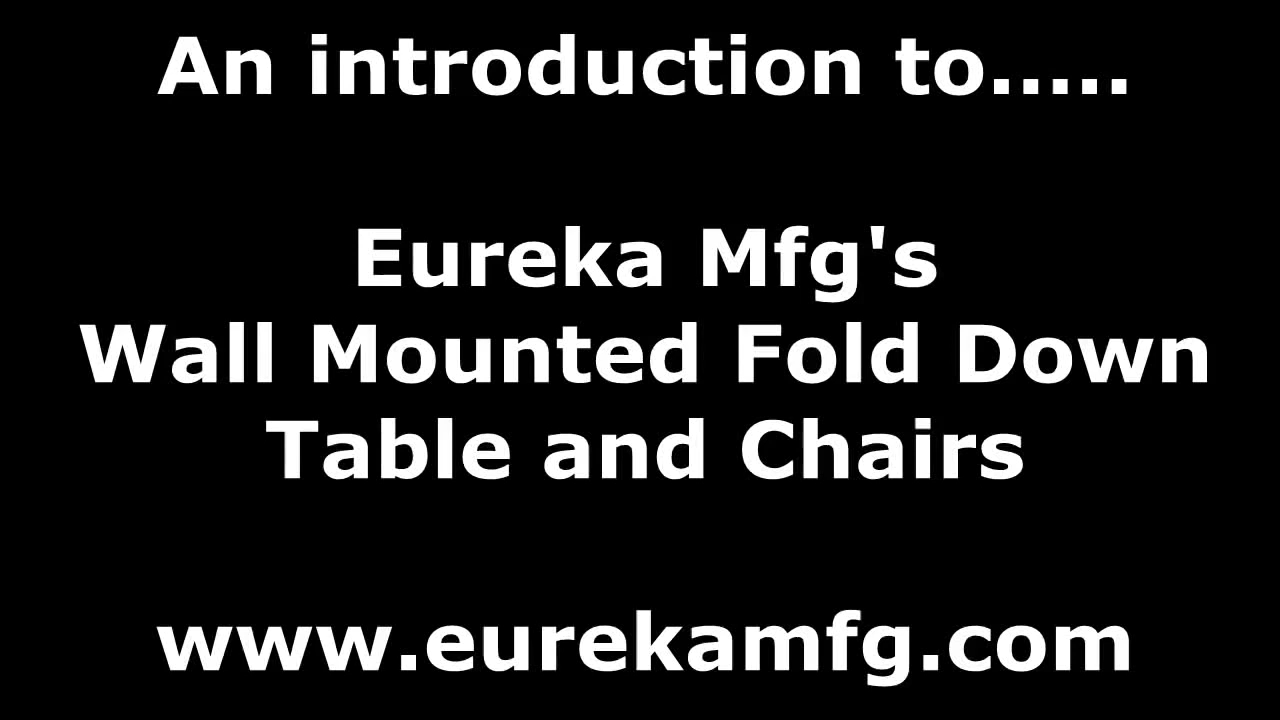 An introduction to.....
Eureka Mfg's
Wall Mounted Fold Down
Table and Chairs
www.eurekamfg.com